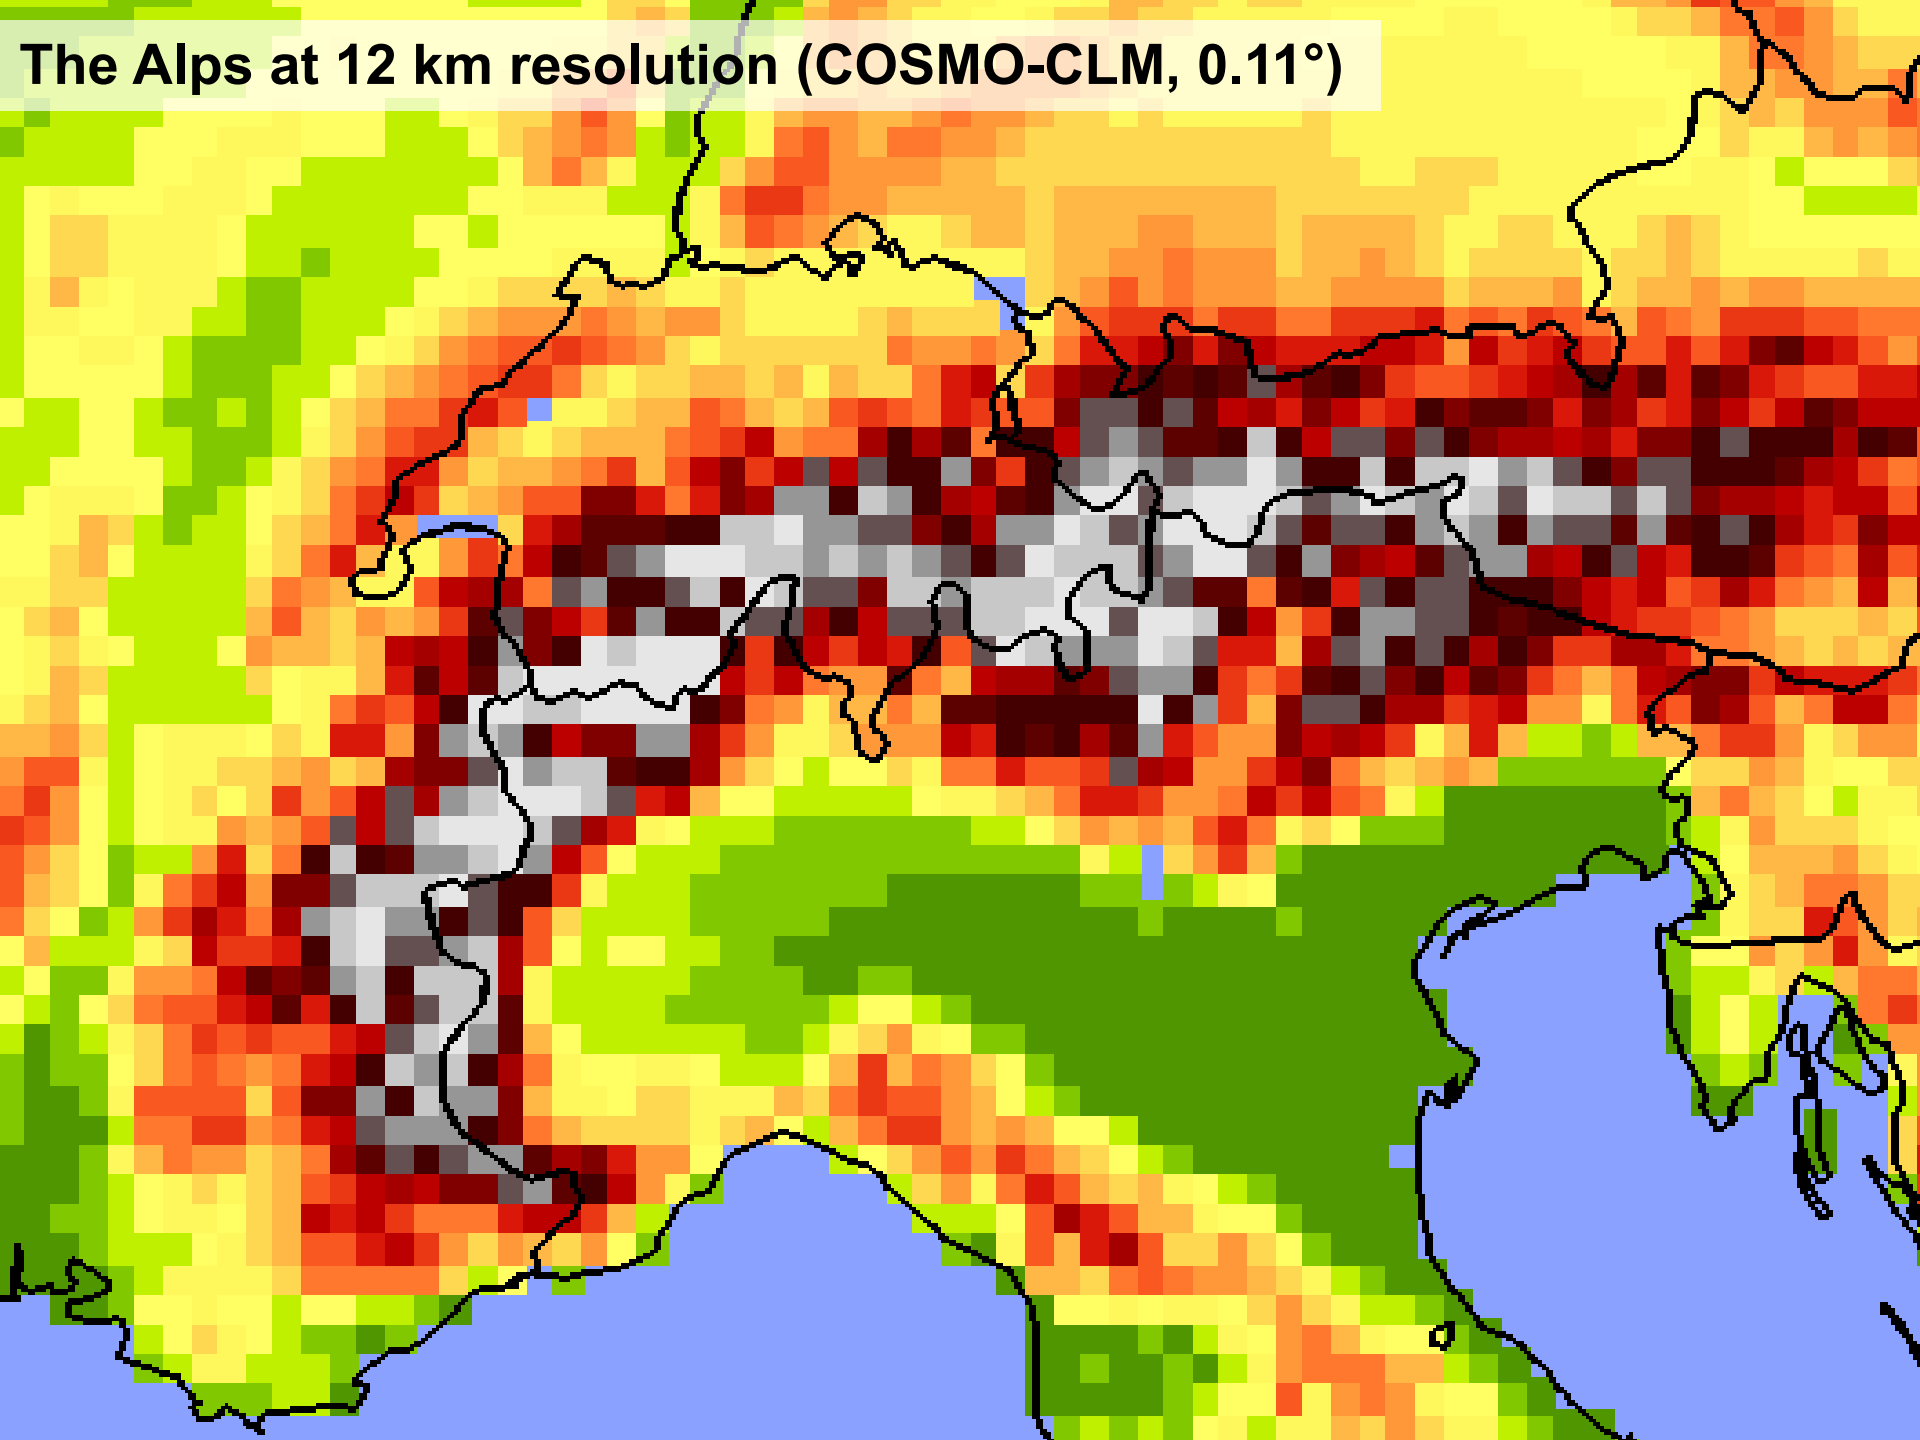 The Alps at 12 km resolution (COSMO-CLM, 0.11°)